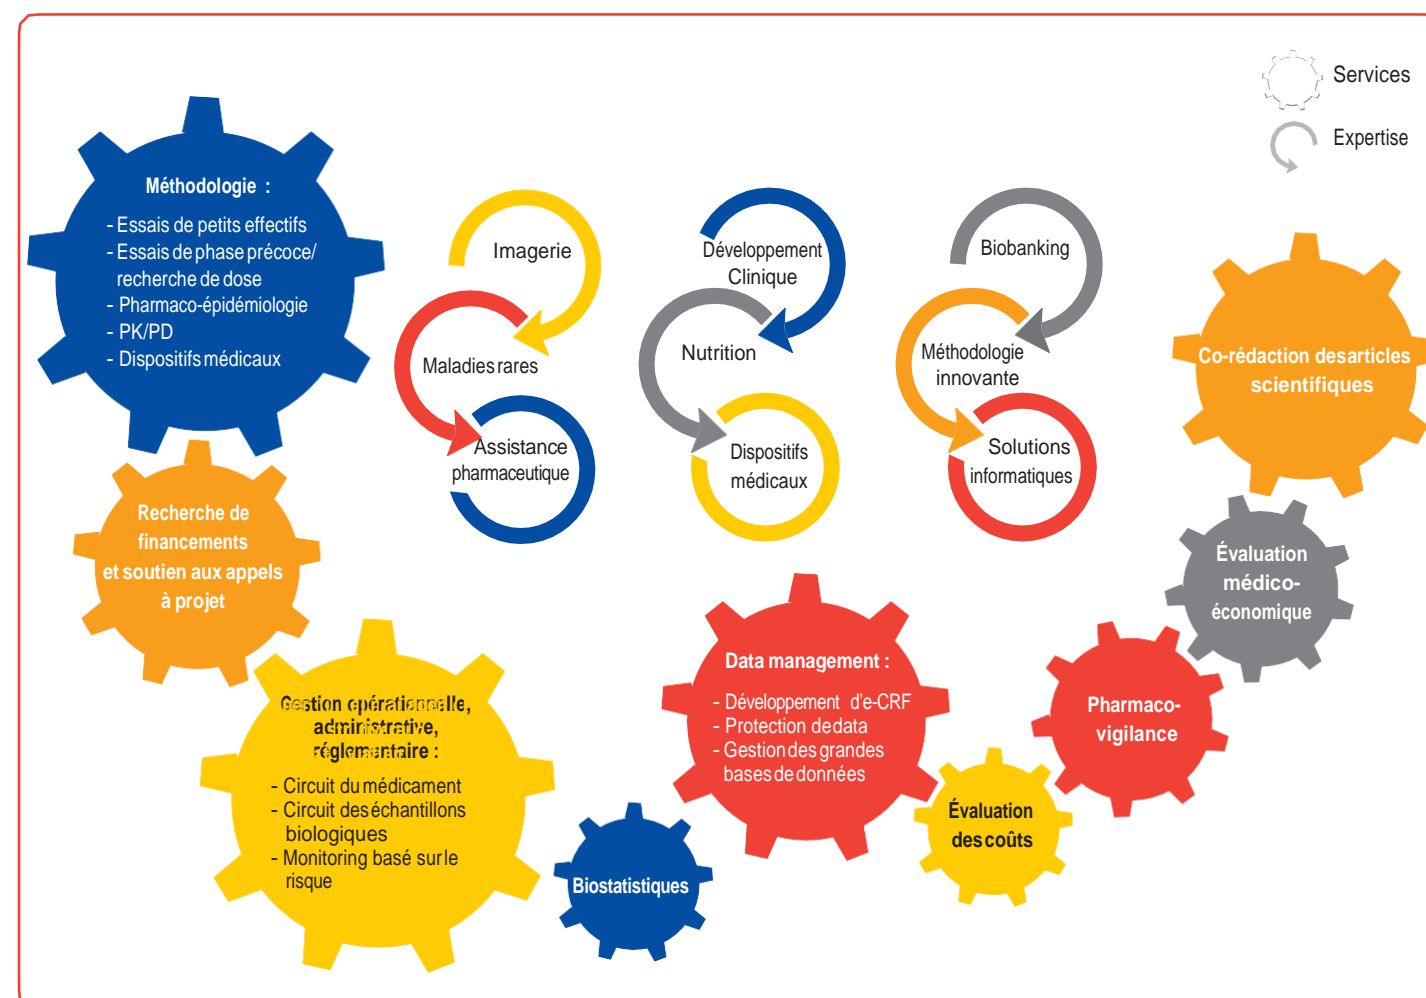 Services
Expertise
Méthodologie :
- Essais de petits effectifs
- Essais de phase précoce/
recherche de dose
- Pharmaco-épidémiologie
- PK/PD
- Dispositifs médicaux
Imagerie
Maladies rares
Assistance
pharmaceutique
Développement
Clinique
Nutrition
Dispositifs
médicaux
Biobanking
Méthodologie
innovante
Solutions
informatiques
Co-rédaction des articles
scientifiques
Recherche de
financements
et soutien aux appels
à projet
Évaluation
médico-
économique
Gestion opérationnelle,
administrative,
réglementaire :
- Circuit du médicament
- Circuit des échantillons
biologiques
- Monitoring basé sur le
risque
Data management :
- Développement d'e-CRF
- Protection de data
- Gestion des grandes
bases de données
Pharmaco-
vigilance
Évaluation
des coûts
Biostatistiques